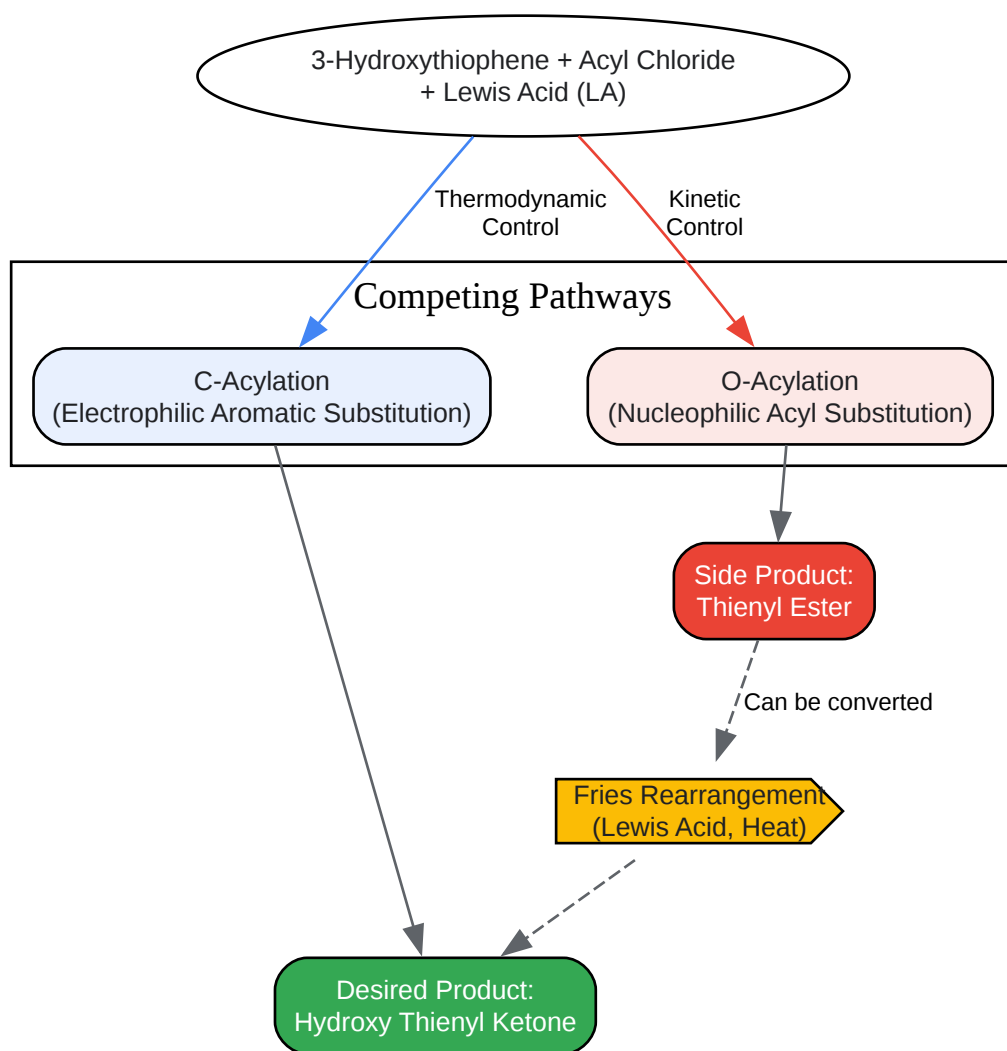 3-Hydroxythiophene + Acyl Chloride
+ Lewis Acid (LA)
Thermodynamic
Control
Kinetic
Control
Competing Pathways
C-Acylation
(Electrophilic Aromatic Substitution)
O-Acylation
(Nucleophilic Acyl Substitution)
Side Product:
Thienyl Ester
Can be converted
Fries Rearrangement
(Lewis Acid, Heat)
Desired Product:
Hydroxy Thienyl Ketone